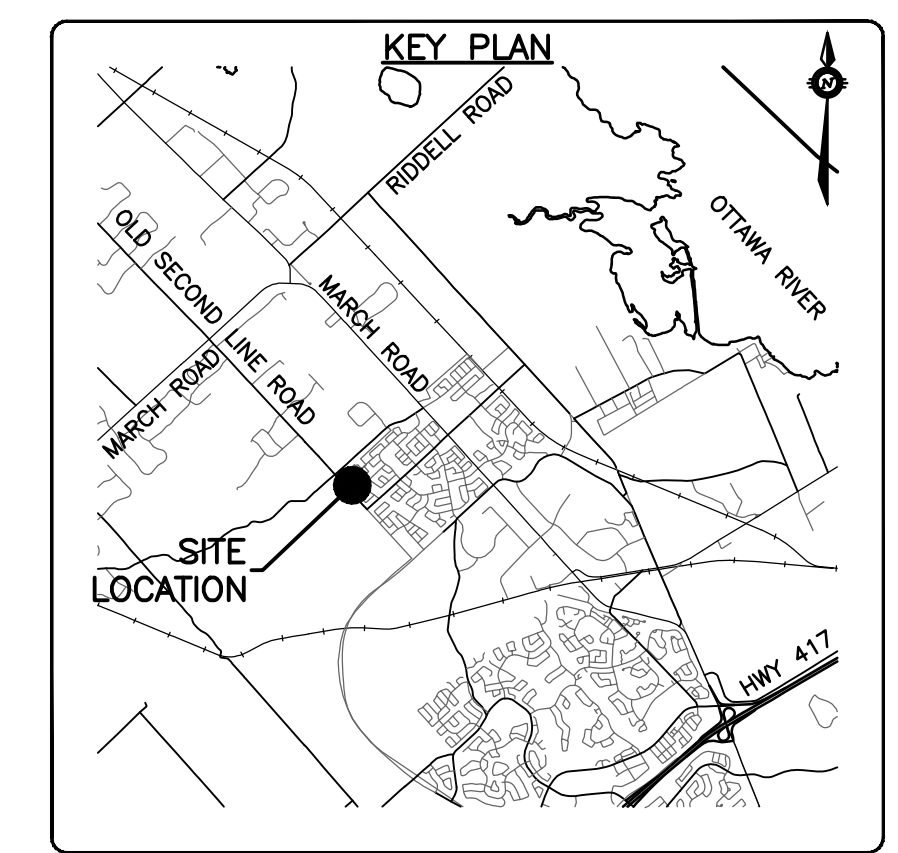 KEY PLAN
N
RIDDELL ROAD
OTTAWA RIVER
OLD SECOND LINE ROAD
MARCH ROAD
MARCH ROAD
SITE
LOCATION
HWY 417